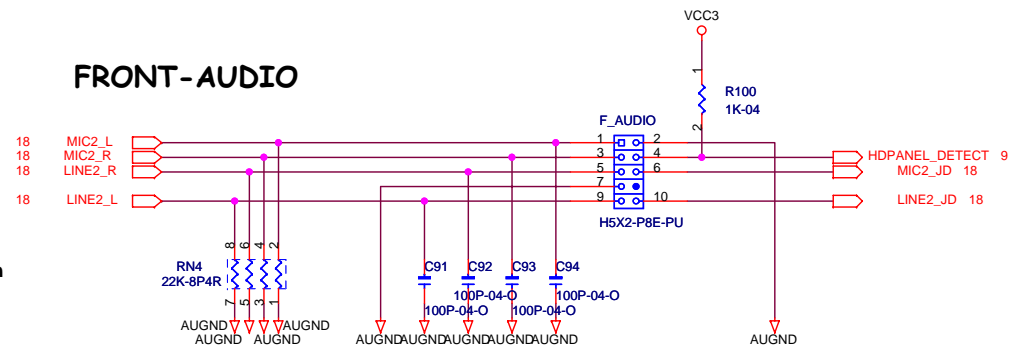 VCC3
FRONT-AUDIO
1
R100
1K-04
2
F_AUDIO
18 MIC2_L 1 2
18 MIC2_R 3 4 HDPANEL_DETECT 9
18 LINE2_R 5 6 MIC2_JD 18
7
18 LINE2_L 9 10 LINE2_JD 18
H5X2-P8E-PU
8 6 4 2
RN4
22K-8P4R
7 5 3 1
C91 C92 C93 C94
100P-04-O 100P-04-O
100P-04-O 100P-04-O
AUGND AUGND
AUGND AUGND
AUGND AUGND AUGND AUGND AUGND AUGND